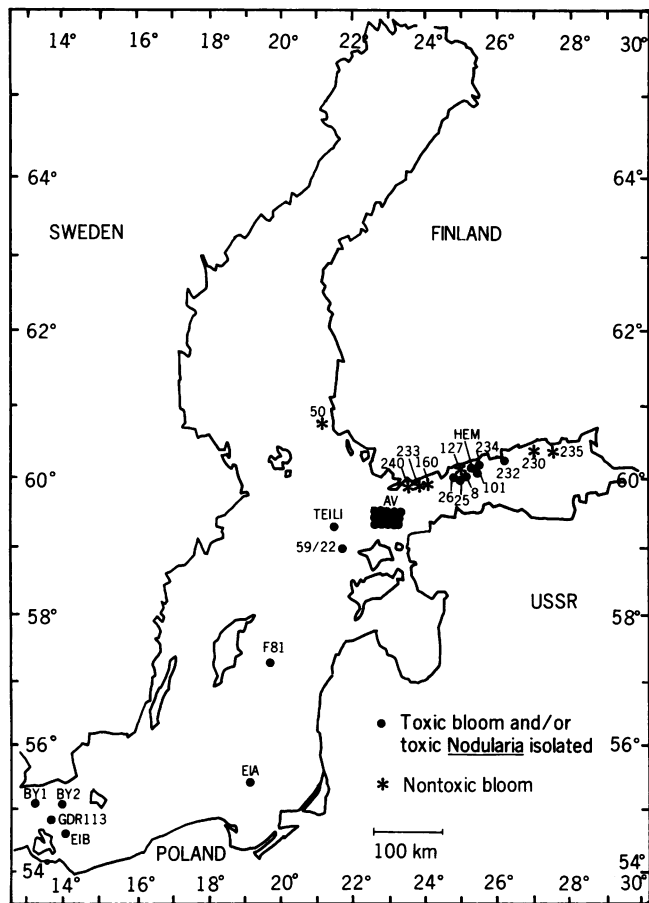 14° 16° 18° 20° 22° 24° 26° 28° 30°
64° 64°
SWEDEN FINLAND
62° 62°
50
HEM
127 234
233
240 160
232 230 235
60° 60°
101
26 8
25
AV
TEILI
59/22
USSR
58° 58°
F81
Toxic bloom and/or
toxic Nodularia isolated
56° 56°
Nontoxic bloom
EIA
BY1 BY2
GDR113
EIB
100 km
POLAND
54° 54°
14° 16° 18° 20° 22° 24° 26° 28° 30°